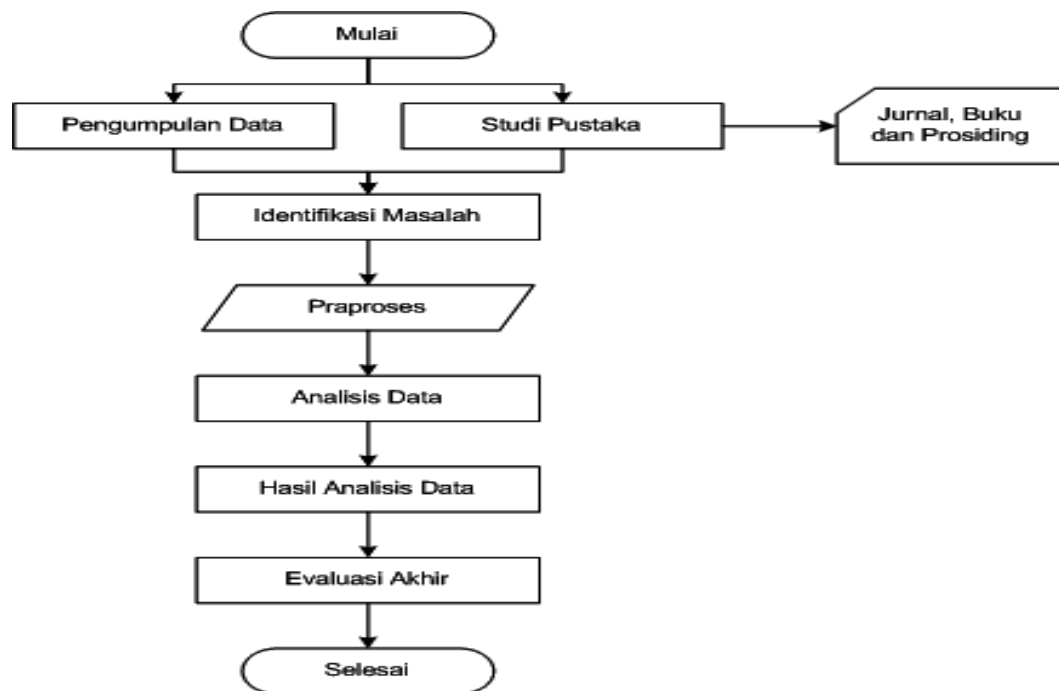 Mulai
Pengumpulan Data
Studi Pustaka
Jurnal, Buku
dan Prosiding
Identifikasi Masalah
Praproses
Analisis Data
Hasil Analisis Data
Evaluasi Akhir
Selesai